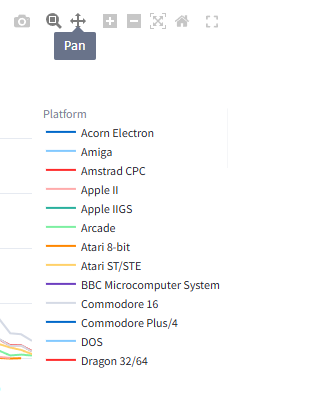 Pan
Platform
Acorn Electron
Amiga
Amstrad CPC
Apple II
Apple IIGS
Arcade
Atari 8-bit
Atari ST/STE
BBC Microcomputer System
Commodore 16
Commodore Plus/4
DOS
Dragon 32/64